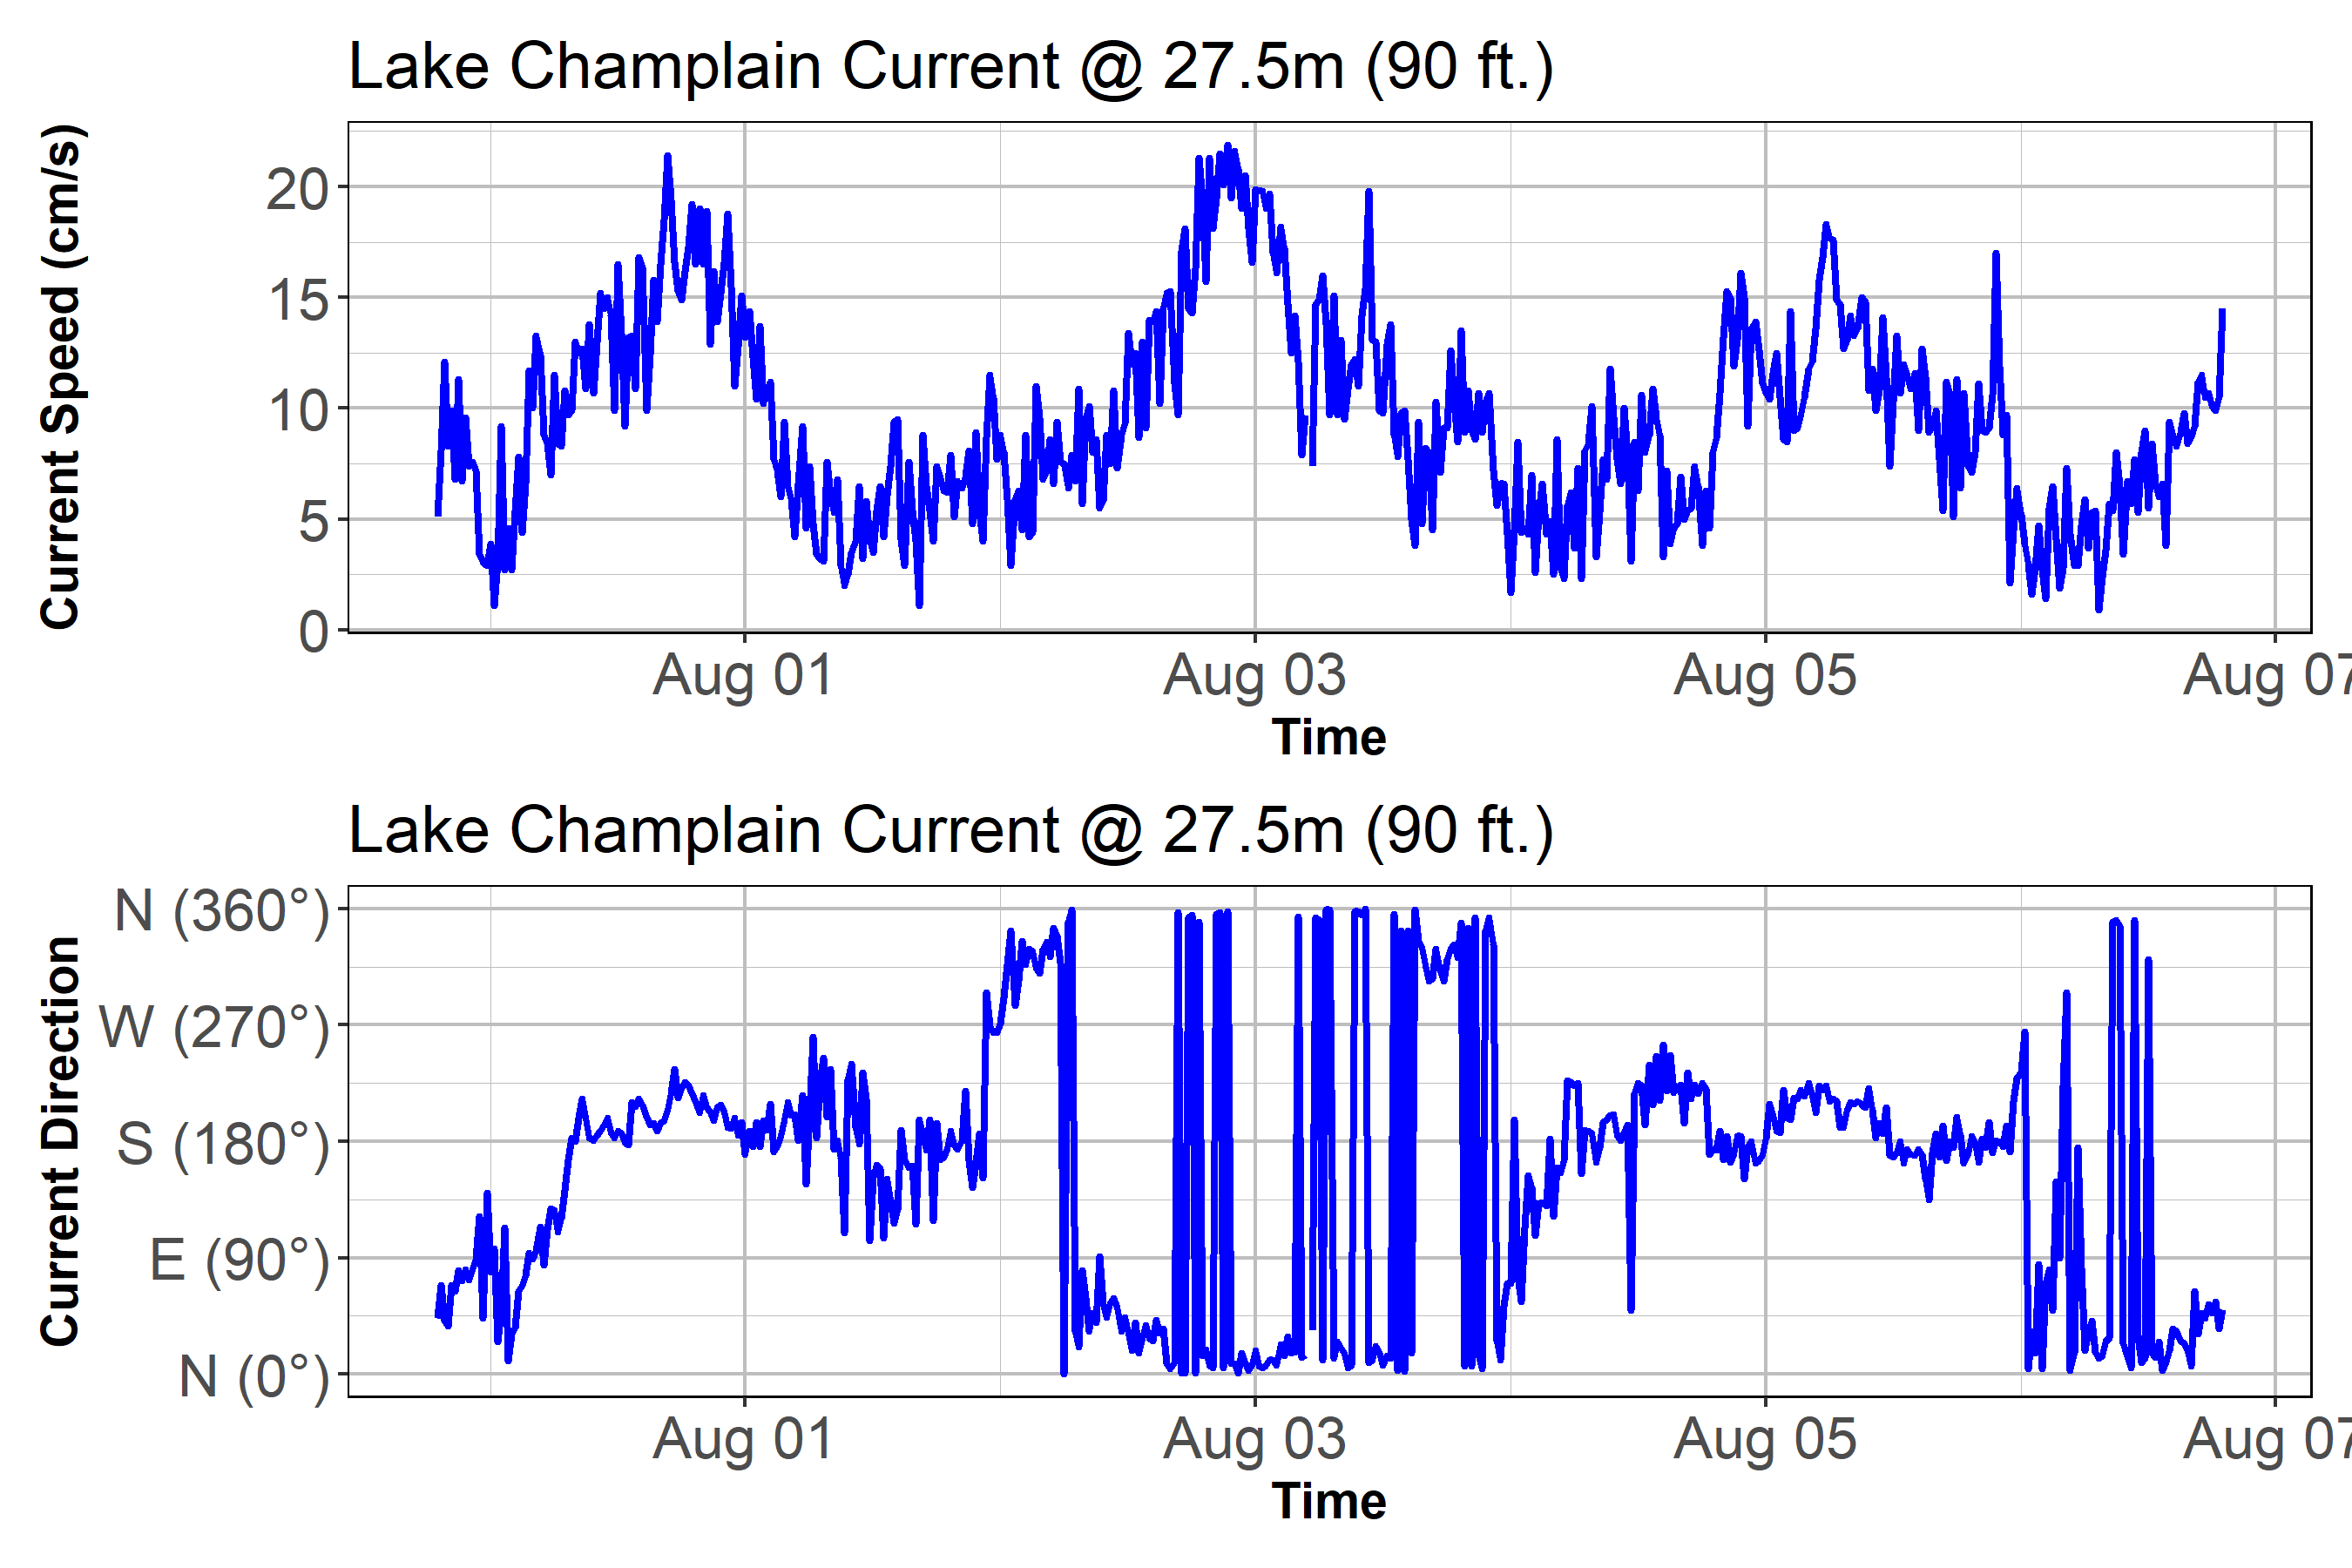 Lake Champlain Current @ 27.5m (90 ft.)
Current Speed (cm/s)
20
15
10
5
0
Aug 01 Aug 03 Aug 05 Aug 07
Time
Lake Champlain Current @ 27.5m (90 ft.)
Current Direction
N (360°)
W (270°)
S (180°)
E (90°)
N (0°)
Aug 01 Aug 03 Aug 05 Aug 07
Time